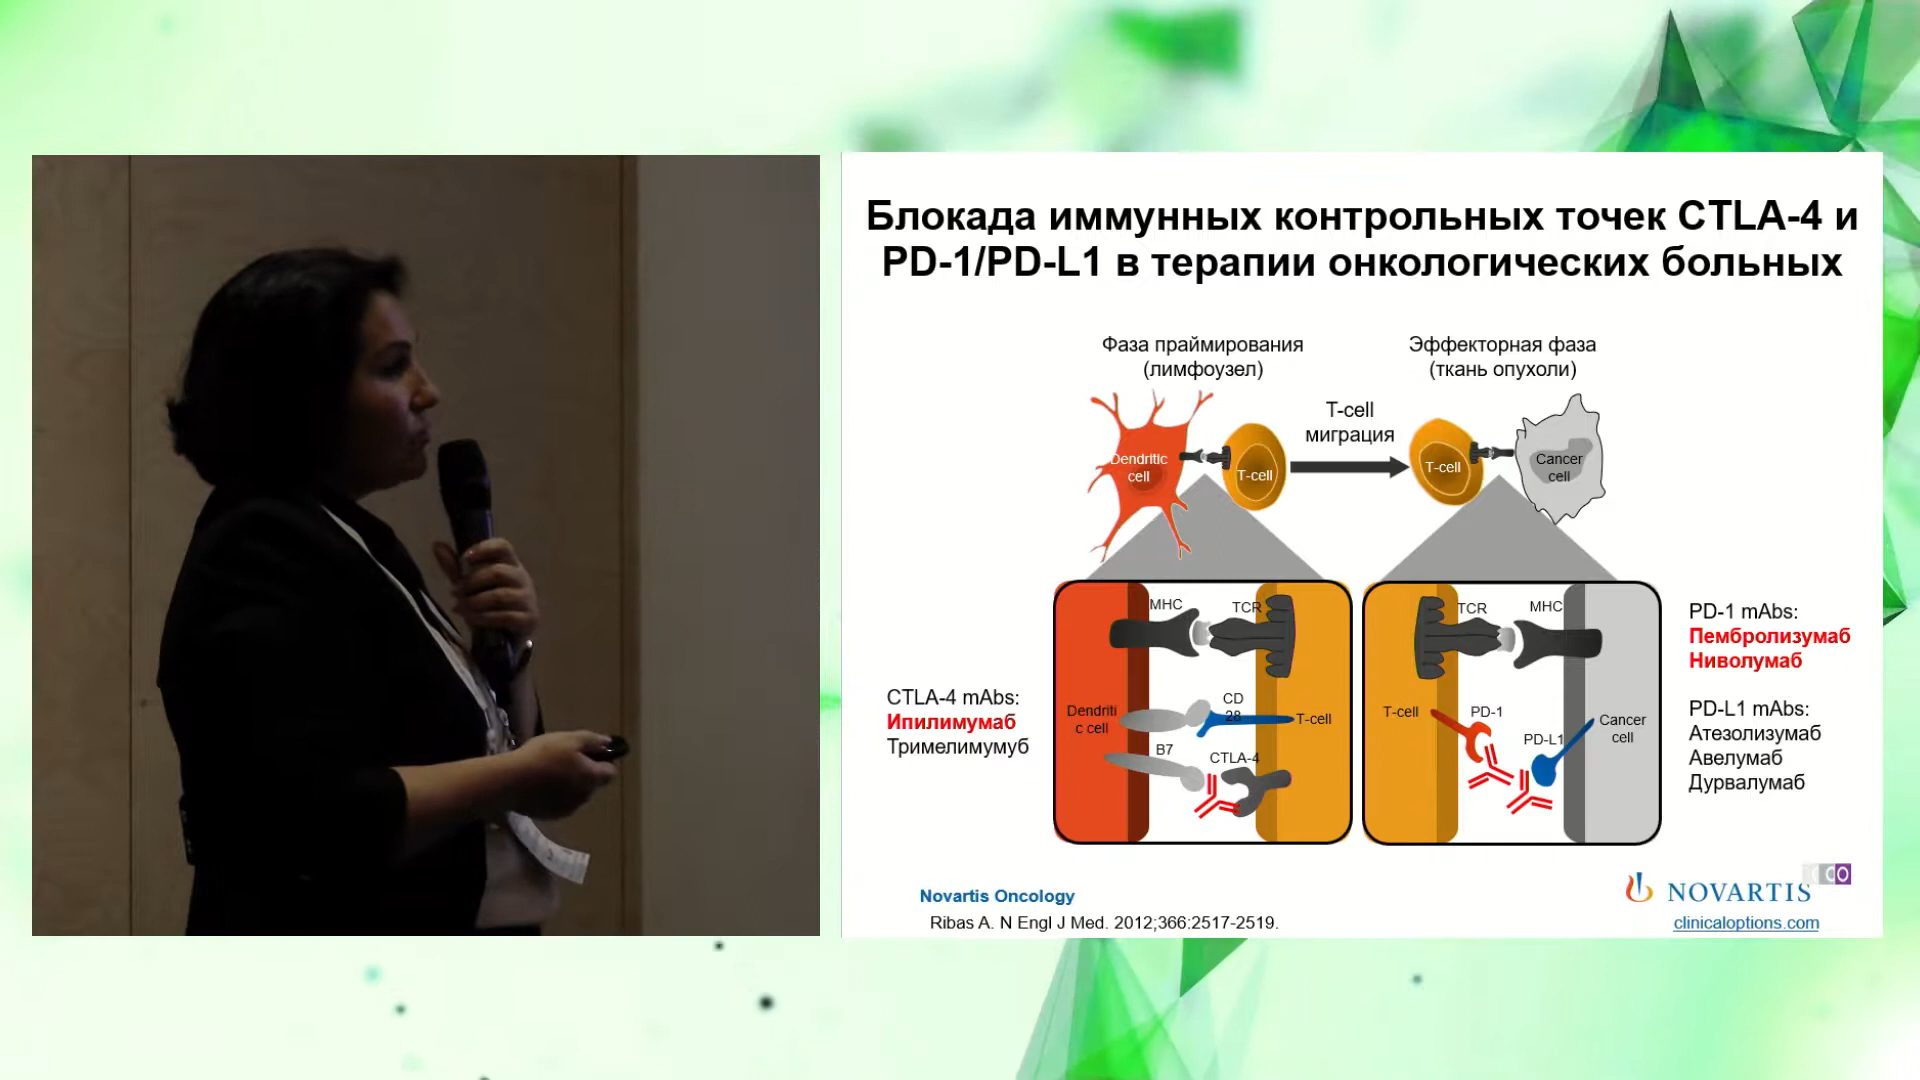 Блокада иммунных контрольных точек CTLA-4 и
PD-1/PD-L1 в терапии онкологических больных
Фаза праймирования
(лимфоузел)
Эффекторная фаза
(ткань опухоли)
T-cell
миграция
Dendritic
cell
T-cell
T-cell
Cancer
cell
MHC
TCR
Dendriti
c cell
CD
28
T-cell
B7
CTLA-4
TCR
MHC
T-cell
PD-1
PD-L1
Cancer
cell
CTLA-4 mAbs:
Ипилимумаб
Тримелимумуб
PD-1 mAbs:
Пембролизумаб
Ниволумаб
PD-L1 mAbs:
Атезолизумаб
Авелумаб
Дурвалумаб
Novartis Oncology
Ribas A. N Engl J Med. 2012;366:2517-2519.
NOVARTIS
clinicaloptions.com